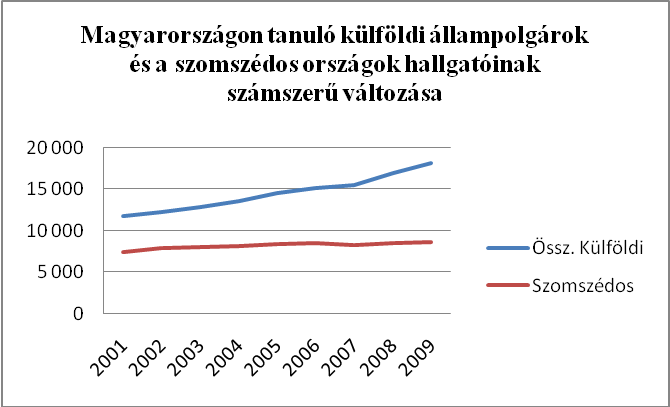 Magyarországon tanuló külföldi állampolgárok
és a szomszédos országok hallgatóinak
számszerű változása
20 000
15 000
10 000
5 000
0
2001
2002
2003
2004
2005
2006
2007
2008
2009
Össz. Külföldi
Szomszédos